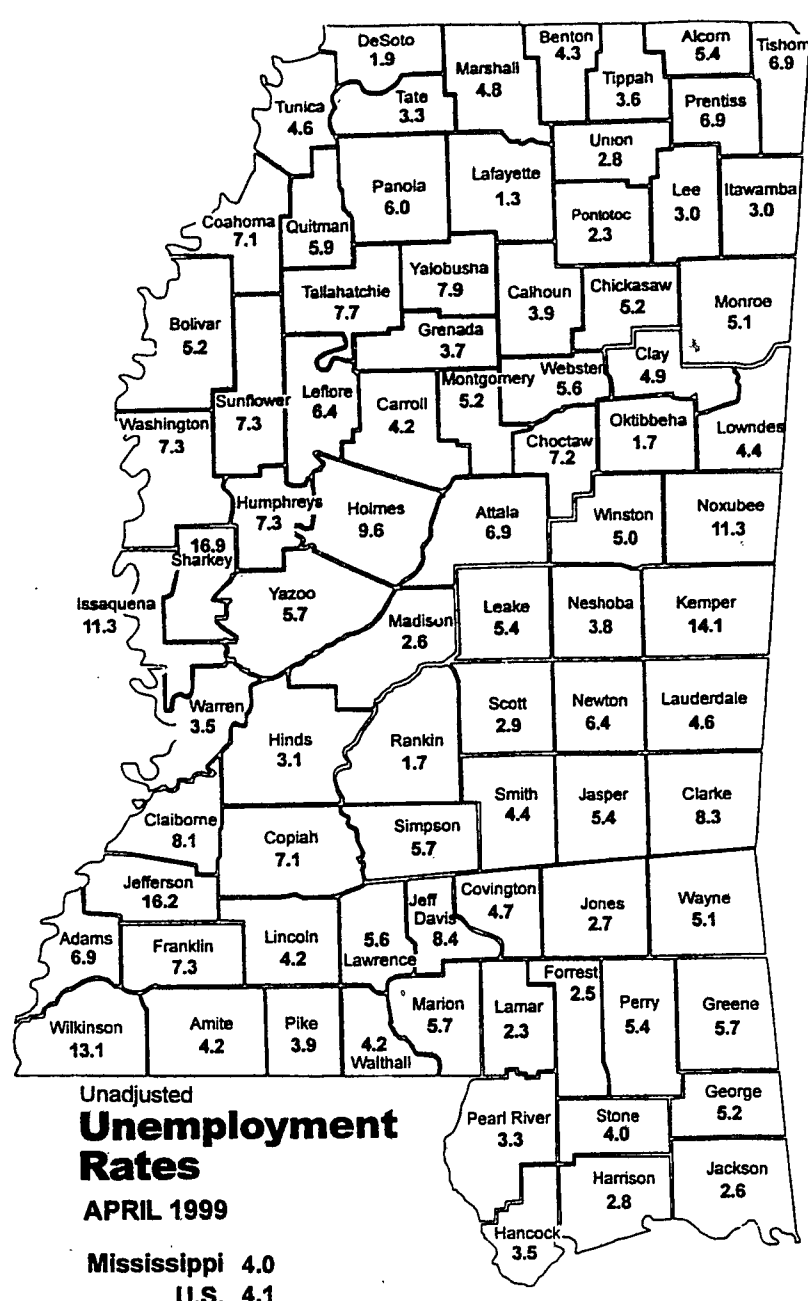 DeSoto
1.9
Marshall
4.8
Benton
4.3
Tippah
3.6
Alcorn
5.4
Tishom
6.9
Tunica
4.6
Tate
3.3
Prentiss
6.9
Union
2.8
Panola
6.0
Lafayette
1.3
Pontotoc
2.3
Lee
3.0
Itawamba
3.0
Coahoma
7.1
Quitman
5.9
Tallahatchie
7.7
Yalobusha
7.9
Calhoun
3.9
Chickasaw
5.2
Monroe
5.1
Bolivar
5.2
Grenada
3.7
Clay
4.9
Sunflower
7.3
Leflore
6.4
Carroll
4.2
Montgomery
5.2
Webster
5.6
Washington
7.3
Choctaw
7.2
Oktibbeha
1.7
Lowndes
4.4
Humphreys
7.3
Holmes
9.6
Attala
6.9
Winston
5.0
Noxubee
11.3
16.9
Sharkey
Issaquena
11.3
Yazoo
5.7
Madison
2.6
Leake
5.4
Neshoba
3.8
Kemper
14.1
Warren
3.5
Hinds
3.1
Rankin
1.7
Scott
2.9
Newton
6.4
Lauderdale
4.6
Claiborne
8.1
Copiah
7.1
Simpson
5.7
Smith
4.4
Jasper
5.4
Clarke
8.3
Jefferson
16.2
Adams
6.9
Franklin
7.3
Lincoln
4.2
5.6
Lawrence
Jeff
Davis
8.4
Covington
4.7
Jones
2.7
Wayne
5.1
Wilkinson
13.1
Amite
4.2
Pike
3.9
4.2
Walthall
Marion
5.7
Lamar
2.3
Forrest
2.5
Perry
5.4
Greene
5.7
Pearl River
3.3
Stone
4.0
George
5.2
Harrison
2.8
Jackson
2.6
Hancock
3.5
Unadjusted
Unemployment
Rates
APRIL 1999
Mississippi 4.0
U.S. 4.1